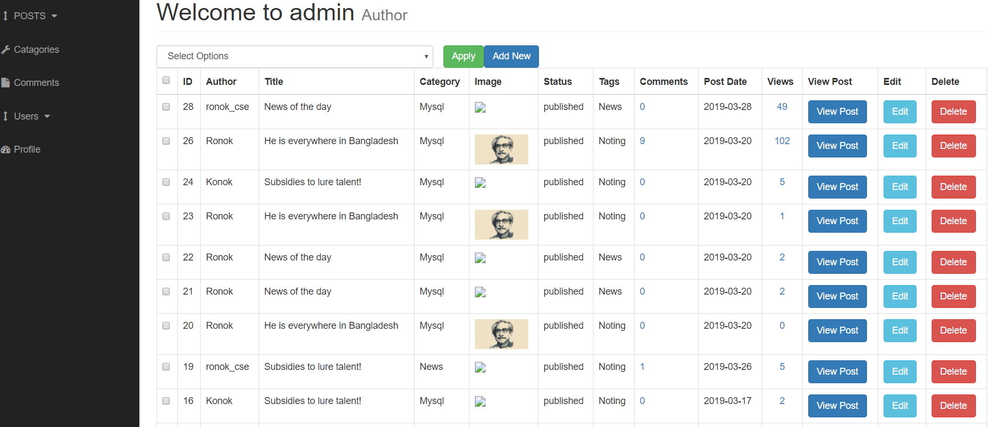 Welcome to admin Author
POSTS
Catagories
Comments
Users
Profile
Select Options Apply Add New
ID Author Title Category Image Status Tags Comments Post Date Views View Post Edit Delete
28 ronok_cse News of the day Mysql published News 0 2019-03-28 49 View Post Edit Delete
26 Ronok He is everywhere in Bangladesh Mysql published Noting 9 2019-03-20 102 View Post Edit Delete
24 Konok Subsidies to lure talent! Mysql published Noting 0 2019-03-20 5 View Post Edit Delete
23 Ronok He is everywhere in Bangladesh Mysql published Noting 0 2019-03-20 1 View Post Edit Delete
22 Ronok News of the day Mysql published News 0 2019-03-20 2 View Post Edit Delete
21 Ronok News of the day Mysql published News 0 2019-03-20 2 View Post Edit Delete
20 Ronok He is everywhere in Bangladesh Mysql published Noting 0 2019-03-20 0 View Post Edit Delete
19 ronok_cse Subsidies to lure talent! News published Noting 1 2019-03-26 5 View Post Edit Delete
16 Konok Subsidies to lure talent! Mysql published Noting 0 2019-03-17 2 View Post Edit Delete